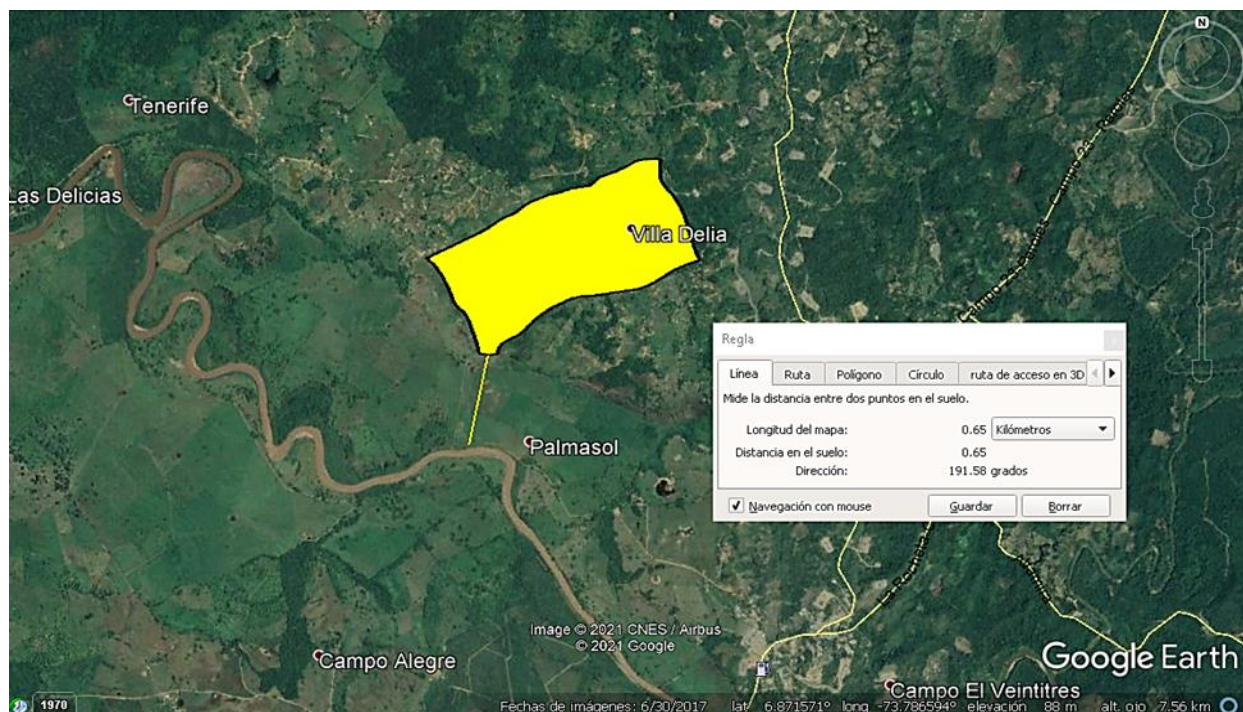 N
Tenerife
Las Delicias
Villa Delia
Regla
Línea Ruta Polígono Círculo ruta de acceso en 3D
Mide la distancia entre dos puntos en el suelo.
Longitud del mapa: 0.65 Kilómetros
Distancia en el suelo: 0.65
Dirección: 191.58 grados
Navegación con mouse Guardar Borrar
Palmasol
Image © 2021 CNES / Airbus
© 2021 Google
Campo Alegre
Google Earth
Campo El Veintitres
1970 Fechas de imágenes: 6/30/2017 lat 6.871571° long -73.786594° elevación 88 m alt. ojo 7.56 km